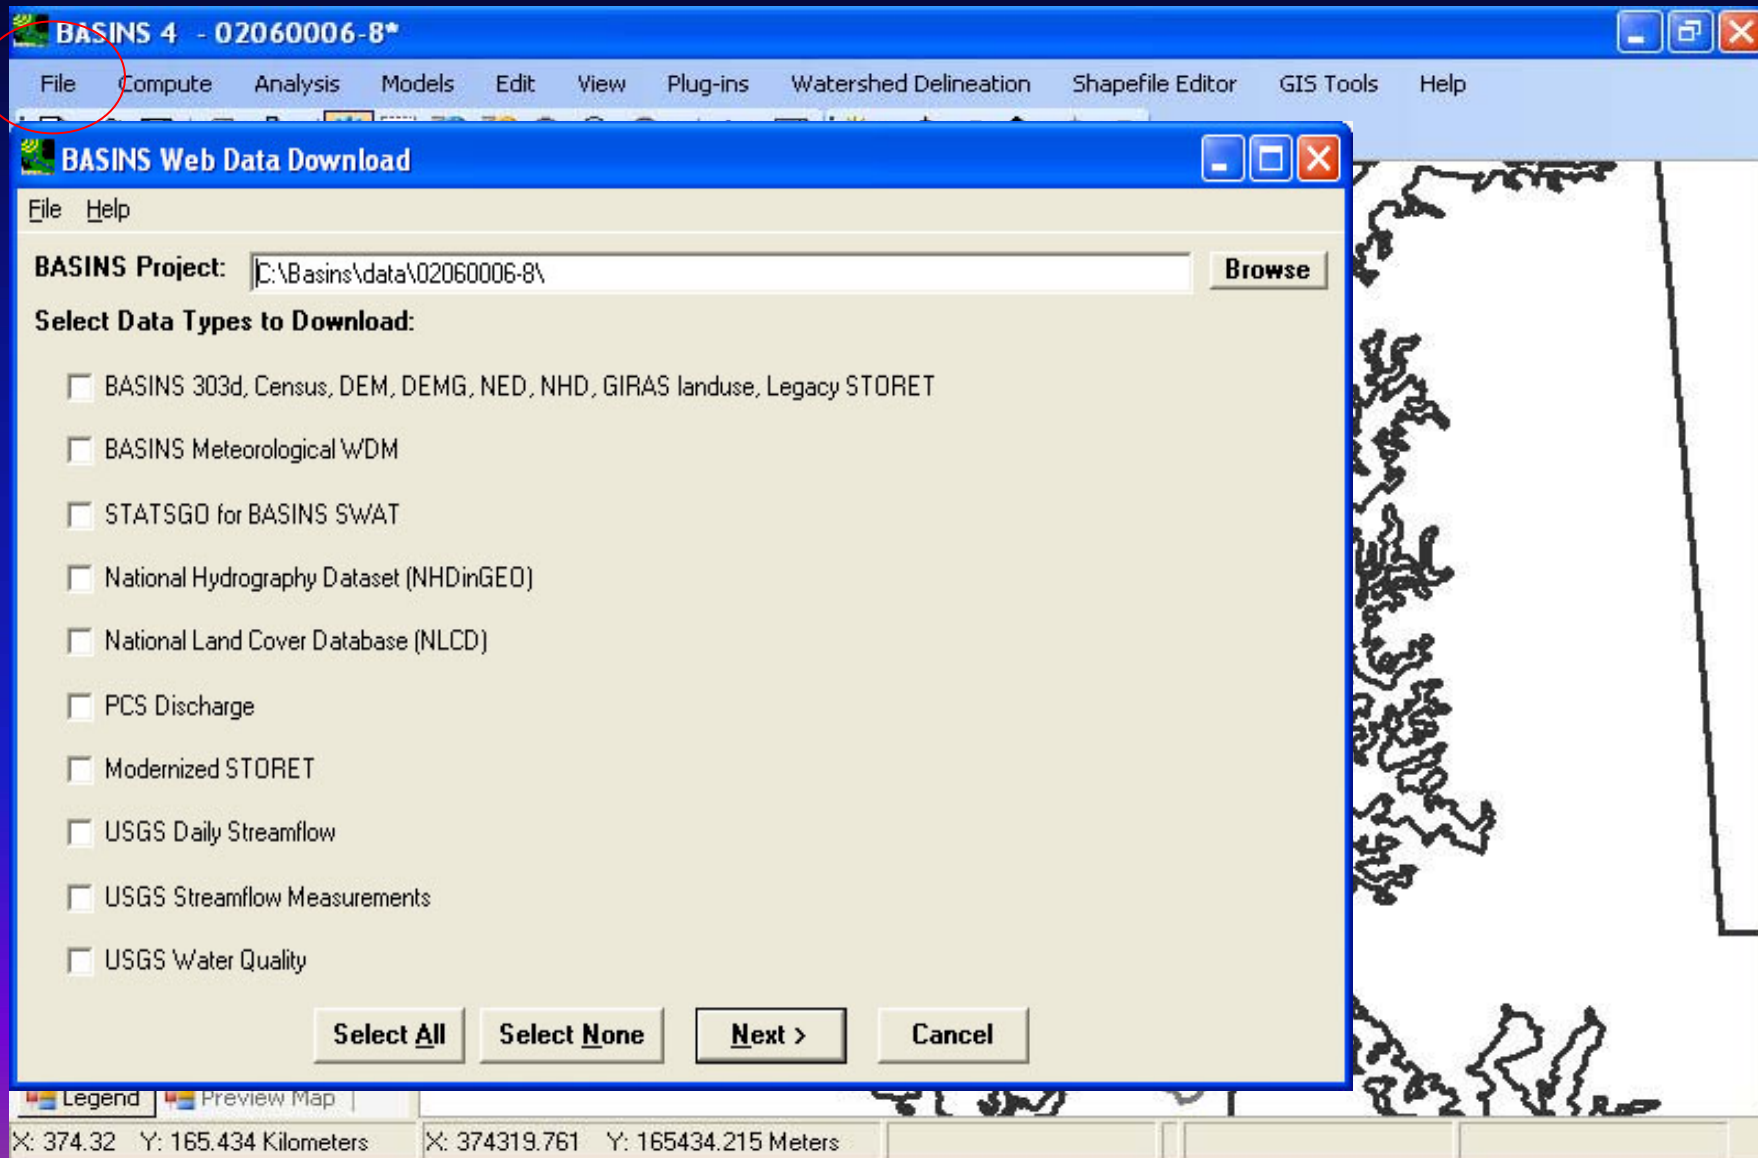 BASINS 4 - 02060006-8*
File Compute Analysis Models Edit View Plug-ins Watershed Delineation Shapefile Editor GIS Tools Help
BASINS Web Data Download
File Help
BASINS Project: C:\Basins\data\02060006-8\ Browse
Select Data Types to Download:
BASINS 303d, Census, DEM, DEMG, NED, NHD, GIRAS landuse, Legacy STORET
BASINS Meteorological WDM
STATSGO for BASINS SWAT
National Hydrography Dataset (NHDinGEO)
National Land Cover Database (NLCD)
PCS Discharge
Modernized STORET
USGS Daily Streamflow
USGS Streamflow Measurements
USGS Water Quality
Select All Select None Next > Cancel
Legend Preview Map
X: 374.32 Y: 165.434 Kilometers X: 374319.761 Y: 165434.215 Meters